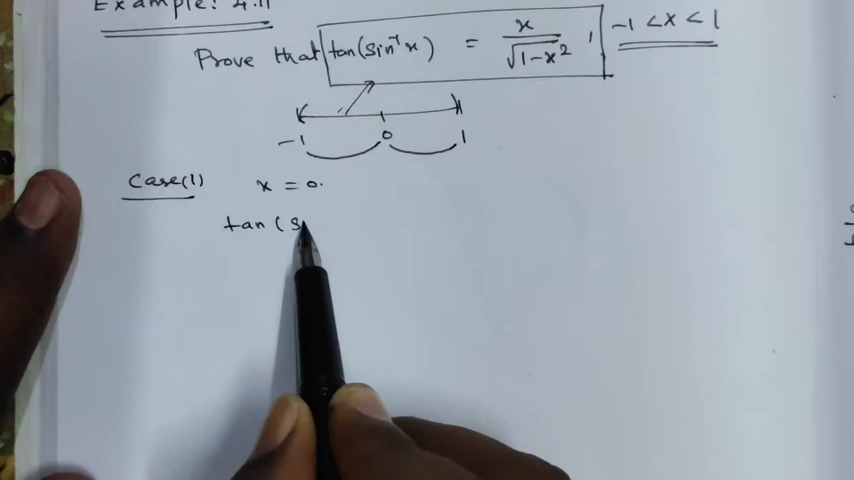 Example: 4.11
Prove that tan(sin⁻¹x) = x/√1-x² , -1 < x < 1
-1 0 1
Case(1) x = 0.
tan (s